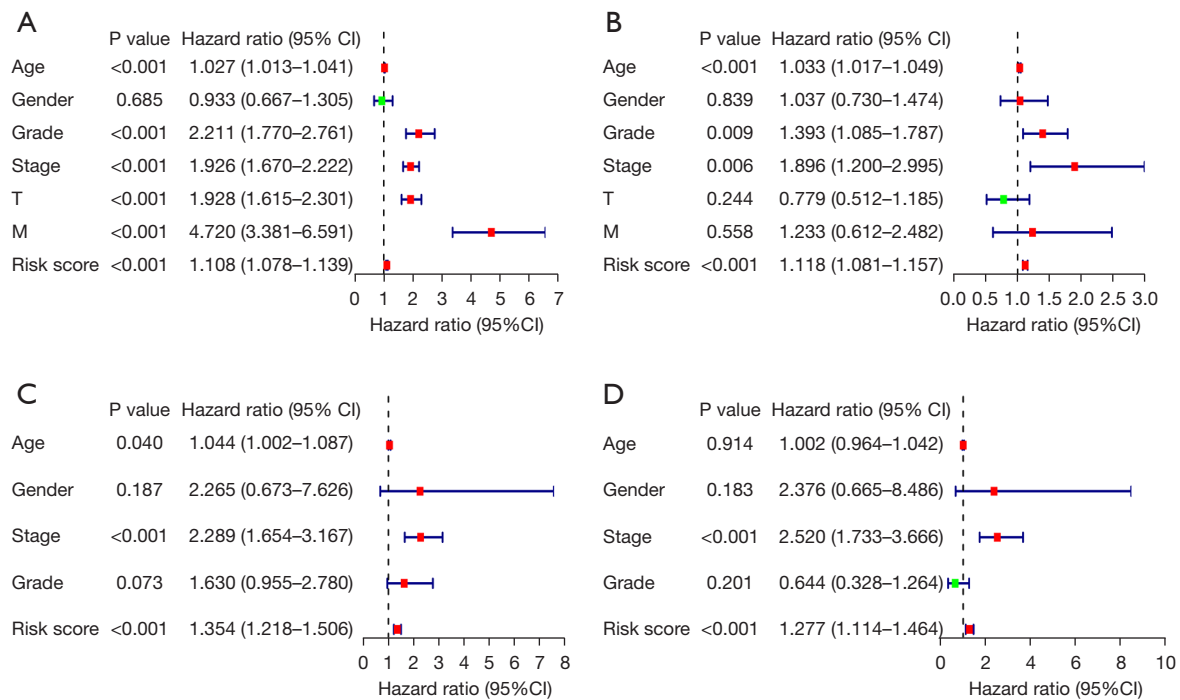 A
P value Hazard ratio (95% CI)
Age <0.001 1.027 (1.013–1.041)
Gender 0.685 0.933 (0.667–1.305)
Grade <0.001 2.211 (1.770–2.761)
Stage <0.001 1.926 (1.670–2.222)
T <0.001 1.928 (1.615–2.301)
M <0.001 4.720 (3.381–6.591)
Risk score <0.001 1.108 (1.078–1.139)
0 1 2 3 4 5 6 7
Hazard ratio (95%CI)
B
P value Hazard ratio (95% CI)
Age <0.001 1.033 (1.017–1.049)
Gender 0.839 1.037 (0.730–1.474)
Grade 0.009 1.393 (1.085–1.787)
Stage 0.006 1.896 (1.200–2.995)
T 0.244 0.779 (0.512–1.185)
M 0.558 1.233 (0.612–2.482)
Risk score <0.001 1.118 (1.081–1.157)
0.0 0.5 1.0 1.5 2.0 2.5 3.0
Hazard ratio (95%CI)
C
P value Hazard ratio (95% CI)
Age 0.040 1.044 (1.002–1.087)
Gender 0.187 2.265 (0.673–7.626)
Stage <0.001 2.289 (1.654–3.167)
Grade 0.073 1.630 (0.955–2.780)
Risk score <0.001 1.354 (1.218–1.506)
0 1 2 3 4 5 6 7 8
Hazard ratio (95%CI)
D
P value Hazard ratio (95% CI)
Age 0.914 1.002 (0.964–1.042)
Gender 0.183 2.376 (0.665–8.486)
Stage <0.001 2.520 (1.733–3.666)
Grade 0.201 0.644 (0.328–1.264)
Risk score <0.001 1.277 (1.114–1.464)
0 2 4 6 8 10
Hazard ratio (95%CI)